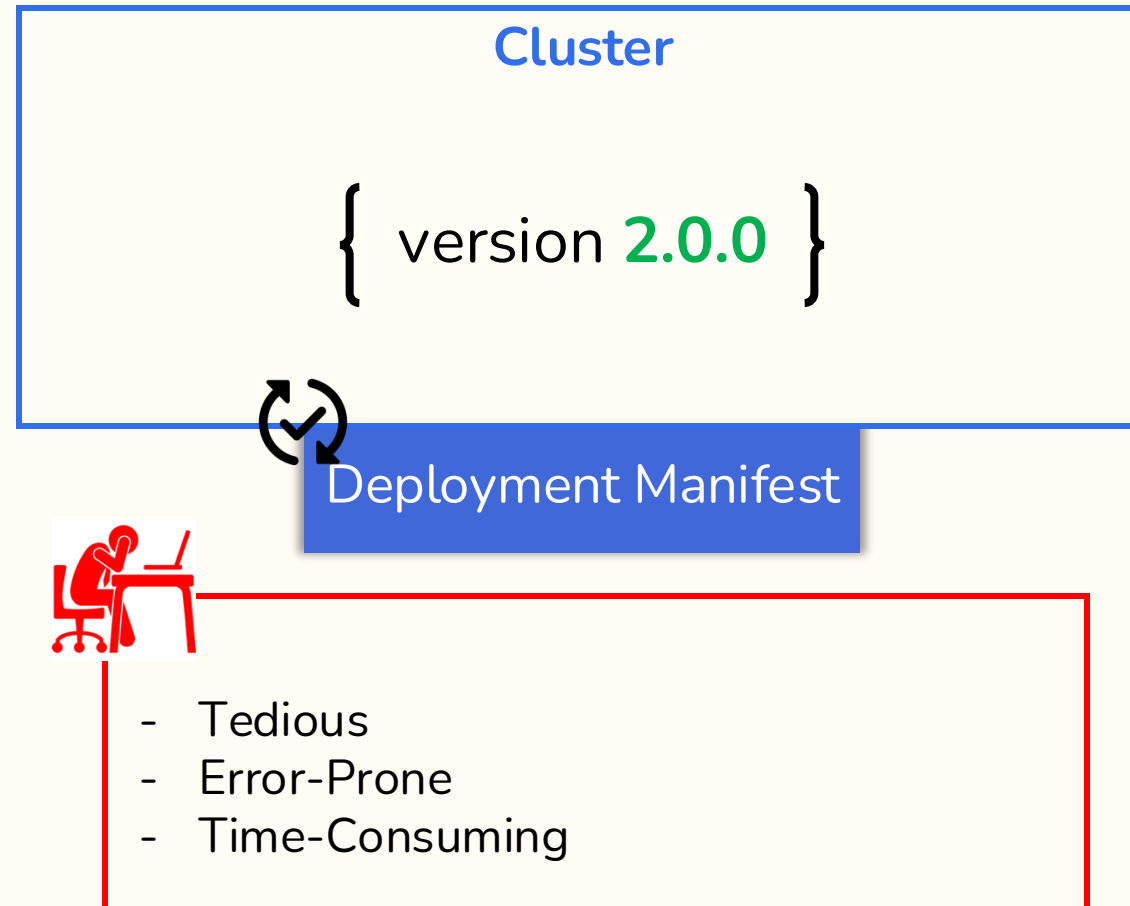 Cluster
{ version 2.0.0 }
Deployment Manifest
- Tedious
- Error-Prone
- Time-Consuming